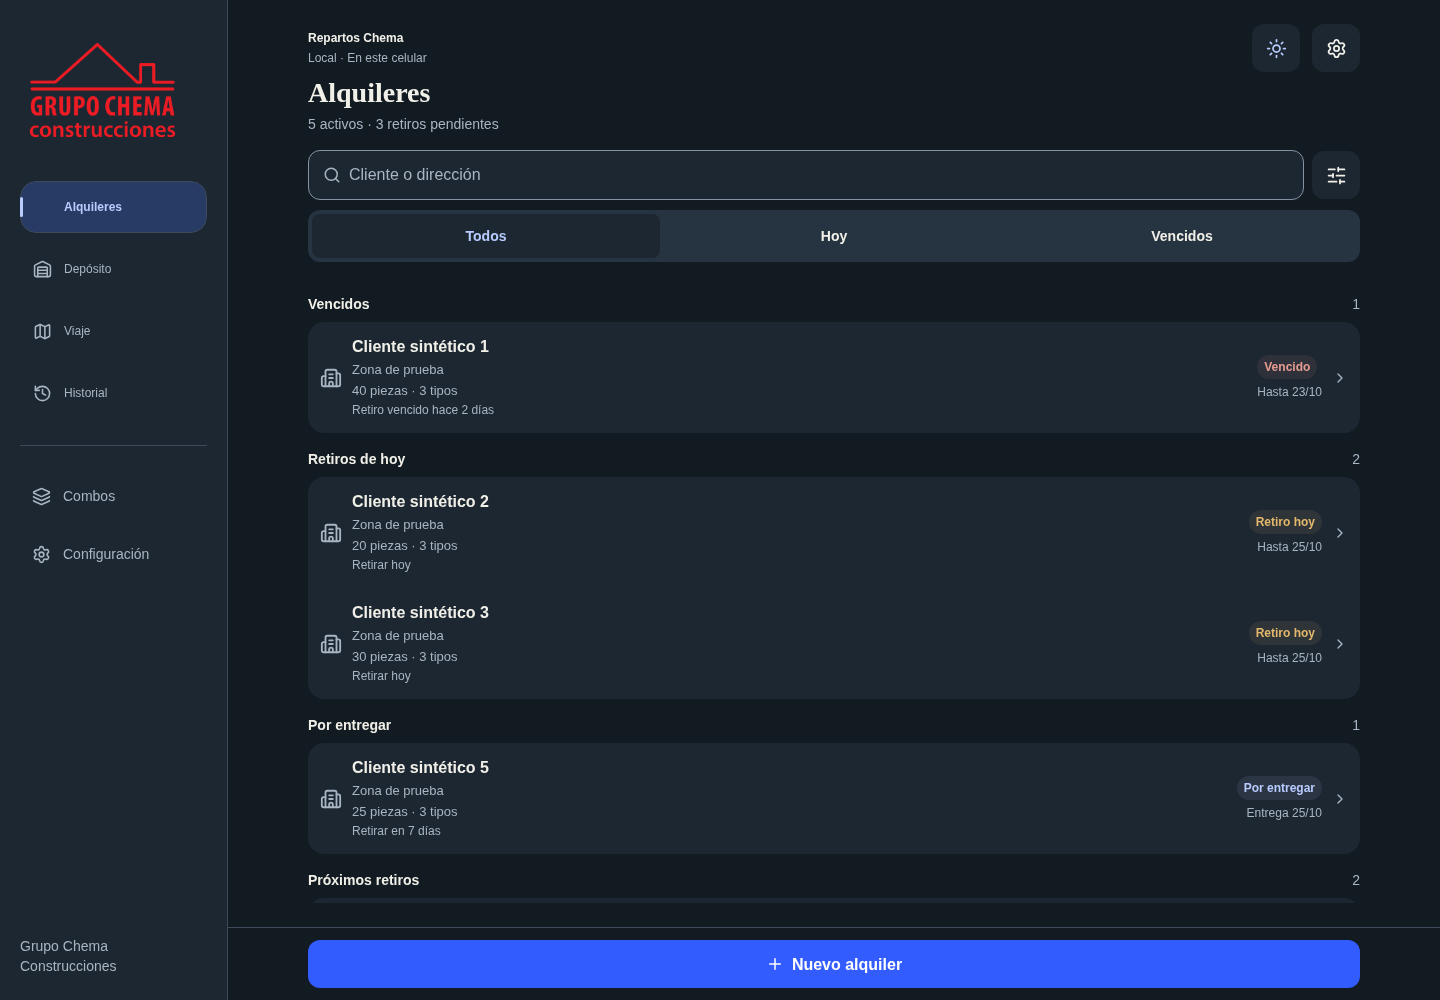 GRUPO CHEMA
construcciones
Alquileres
Depósito
Viaje
Historial
Combos
Configuración
Grupo Chema
Construcciones
Repartos Chema
Local · En este celular
Alquileres
5 activos · 3 retiros pendientes
Cliente o dirección
Todos
Hoy
Vencidos
Vencidos
1
Cliente sintético 1
Zona de prueba
40 piezas · 3 tipos
Retiro vencido hace 2 días
Vencido
Hasta 23/10
Retiros de hoy
2
Cliente sintético 2
Zona de prueba
20 piezas · 3 tipos
Retirar hoy
Retiro hoy
Hasta 25/10
Cliente sintético 3
Zona de prueba
30 piezas · 3 tipos
Retirar hoy
Retiro hoy
Hasta 25/10
Por entregar
1
Cliente sintético 5
Zona de prueba
25 piezas · 3 tipos
Retirar en 7 días
Por entregar
Entrega 25/10
Próximos retiros
2
Nuevo alquiler